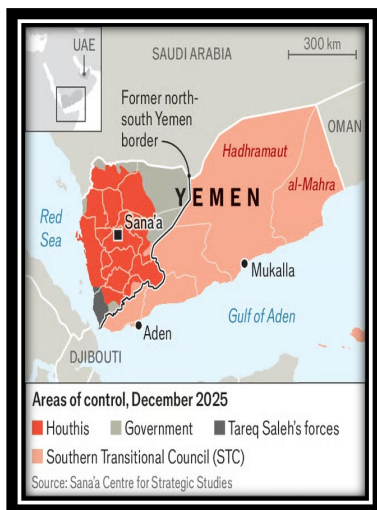 UAE
SAUDI ARABIA
300 km
Former north-
south Yemen
border
OMAN
Hadhramaut
al-Mahra
YEMEN
Red
Sea
Sana'a
Mukalla
Gulf of Aden
Aden
DJIBOUTI
Areas of control, December 2025
Houthis Government Tareq Saleh's forces
Southern Transitional Council (STC)
Source: Sana'a Centre for Strategic Studies